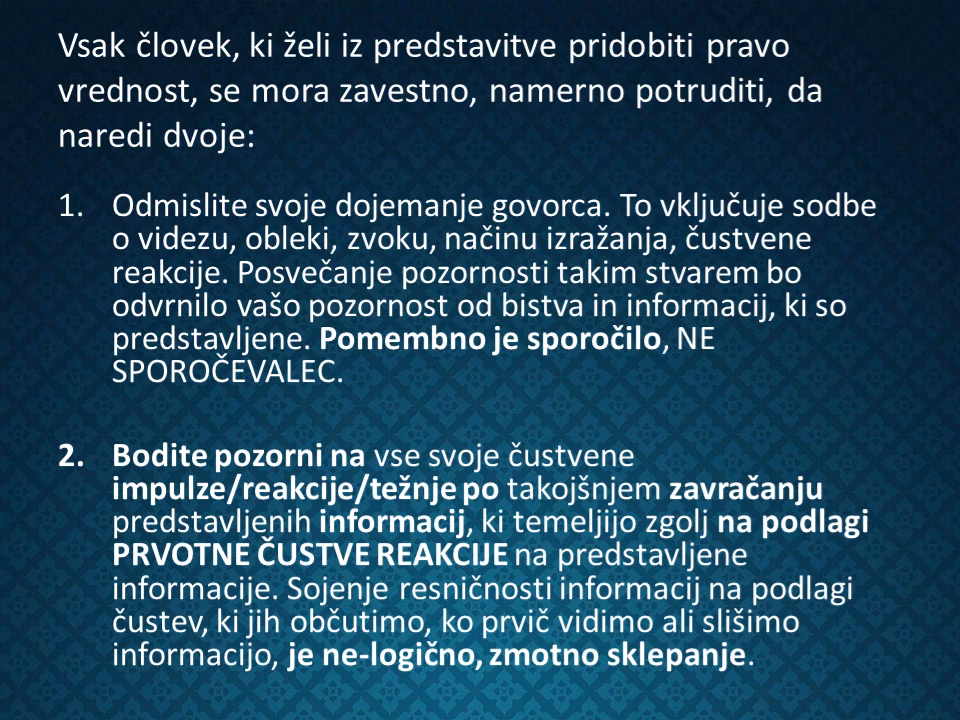 Vsak človek, ki želi iz predstavitve pridobiti pravo
vrednost, se mora zavestno, namerno potruditi, da
naredi dvoje:
1. Odmislite svoje dojemanje govorca. To vključuje sodbe
o videzu, obleki, zvoku, načinu izražanja, čustvene
reakcije. Posvečanje pozornosti takim stvarem bo
odvrnilo vašo pozornost od bistva in informacij, ki so
predstavljene. Pomembno je sporočilo, NE
SPOROČEVALEC.
2. Bodite pozorni na vse svoje čustvene
impulze/reakcije/težnje po takojšnjem zavračanju
predstavljenih informacij, ki temeljijo zgolj na podlagi
PRVOTNE ČUSTVE REAKCIJE na predstavljene
informacije. Sojenje resničnosti informacij na podlagi
čustev, ki jih občutimo, ko prvič vidimo ali slišimo
informacijo, je ne-logično, zmotno sklepanje.